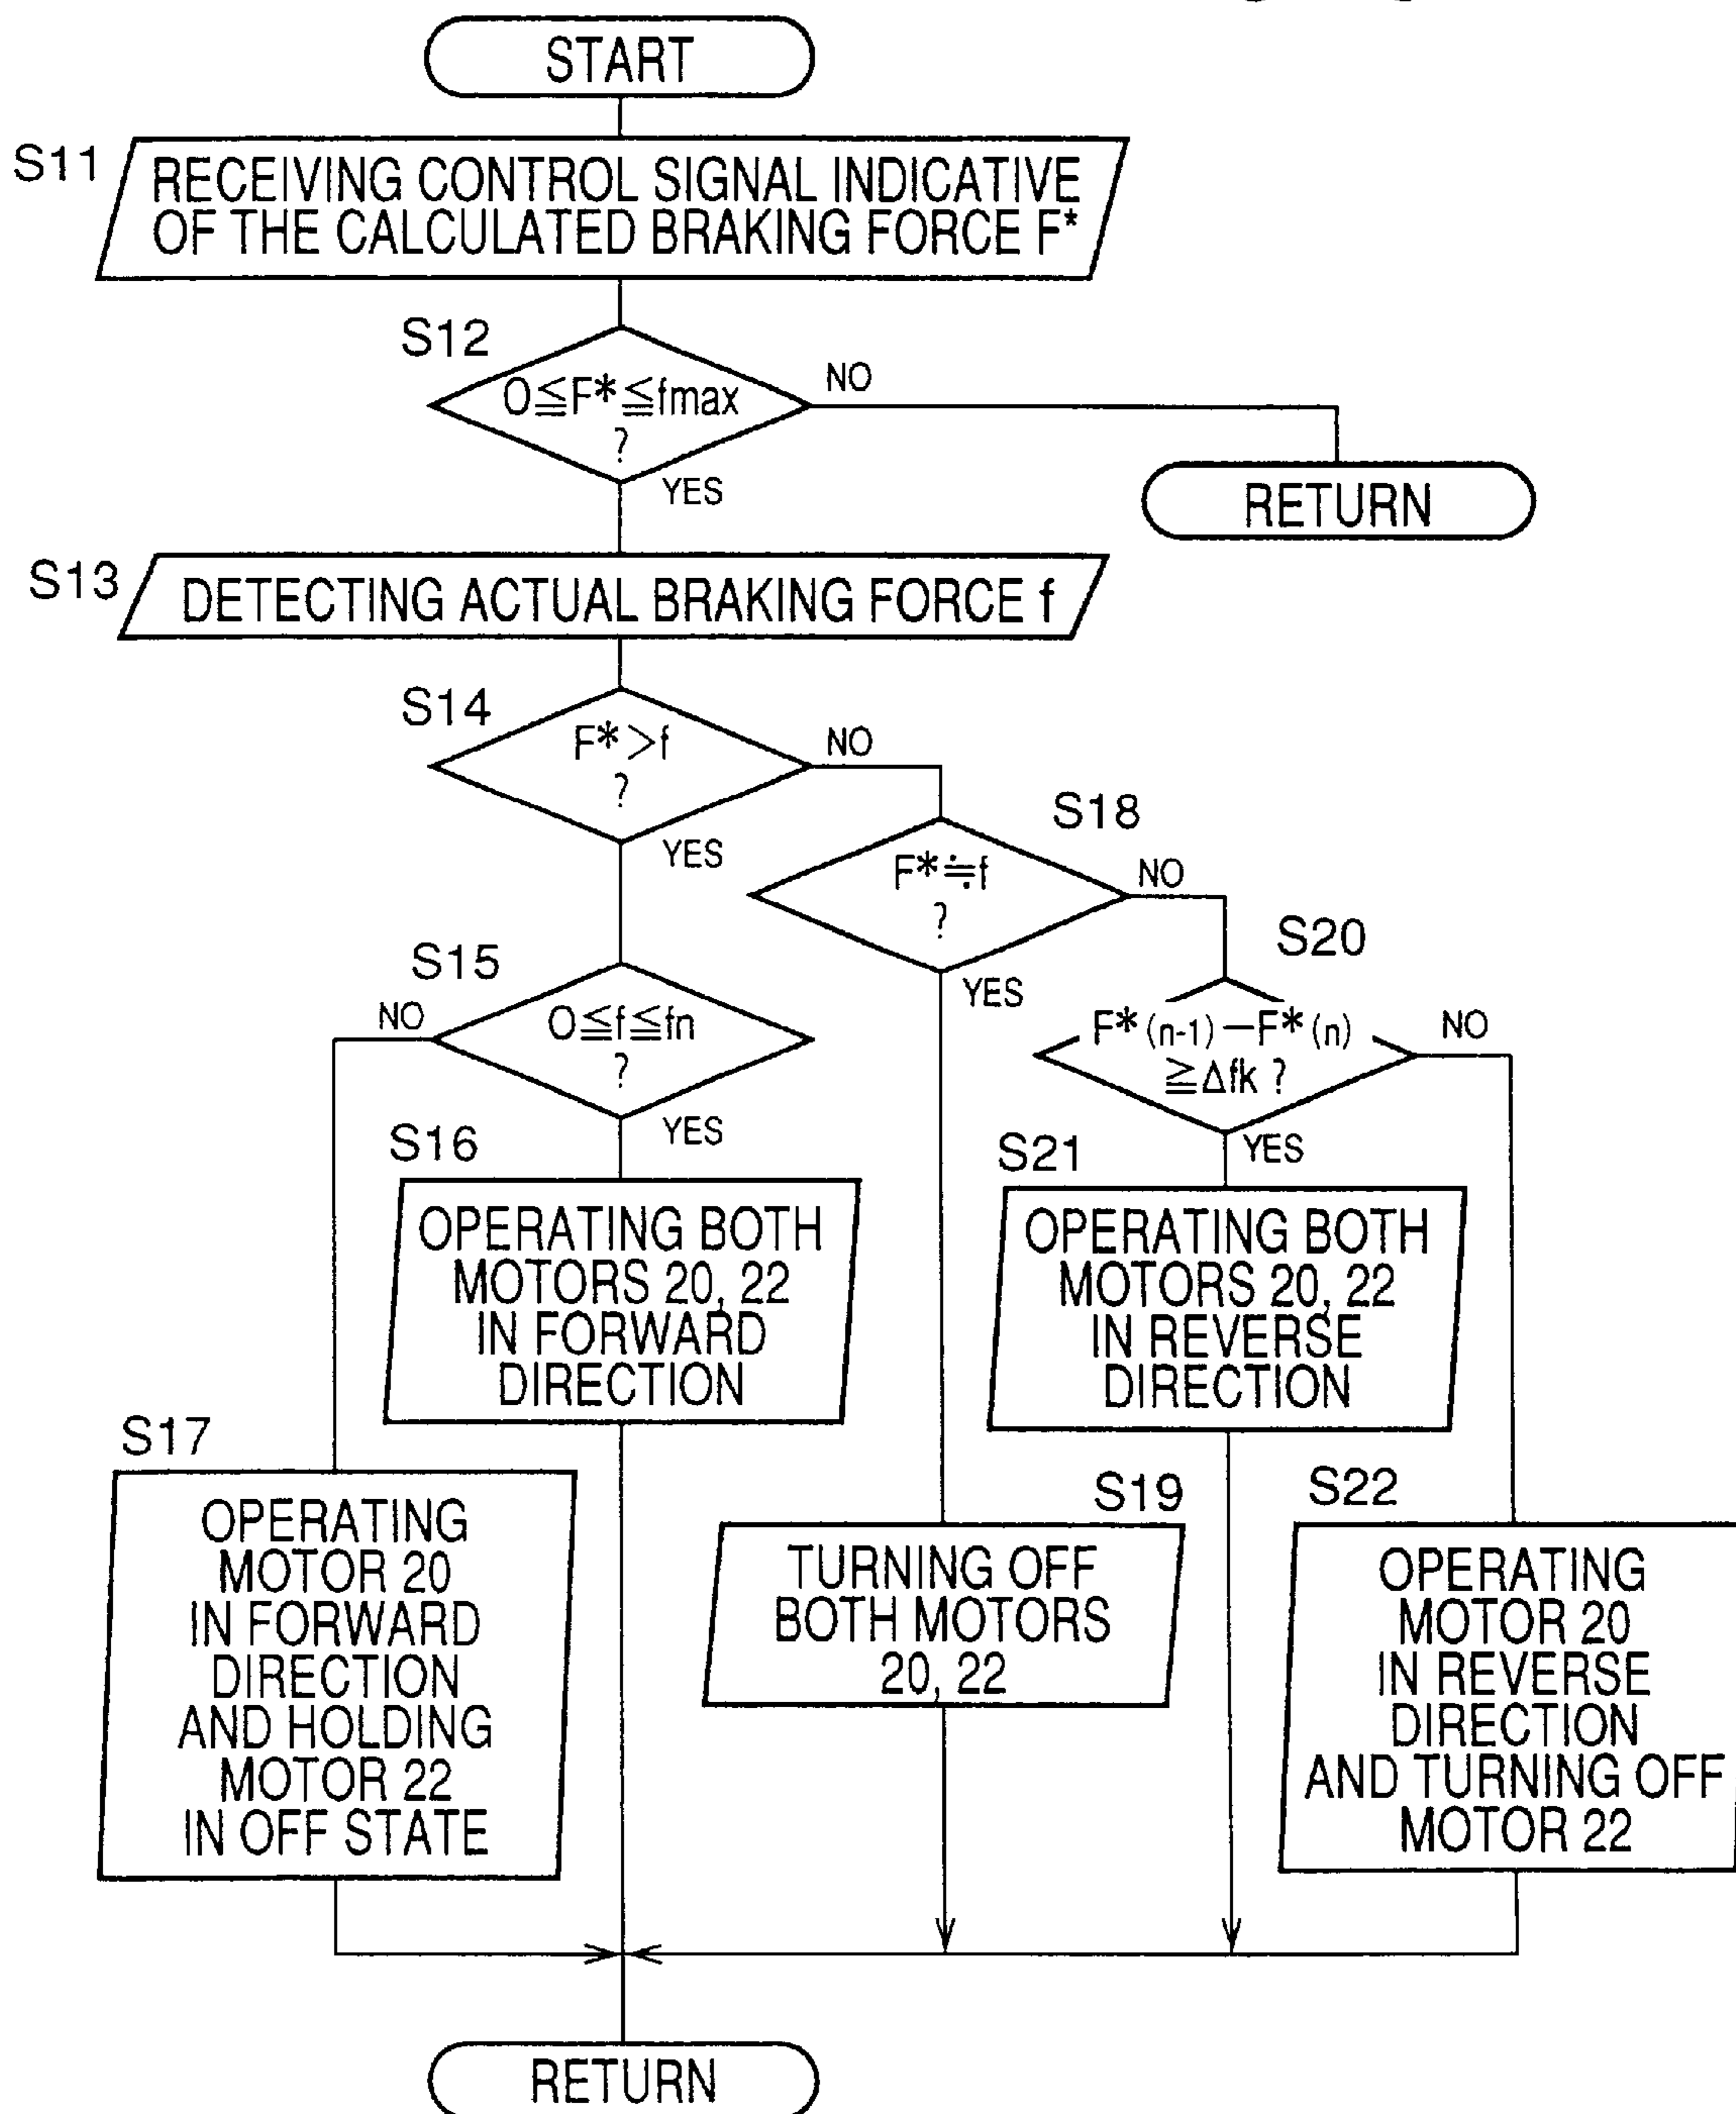 START
S11
RECEIVING CONTROL SIGNAL INDICATIVE
OF THE CALCULATED BRAKING FORCE F*
S12
O≦F*≦fmax
?
NO
YES
RETURN
S13
DETECTING ACTUAL BRAKING FORCE f
S14
F*>f
?
NO
YES
S18
F*≒f
?
NO
YES
S15
O≦f≦fn
?
NO
YES
S20
F*(n-1)−F*(n)
≧Δfk ?
NO
YES
S16
OPERATING BOTH
MOTORS 20, 22
IN FORWARD
DIRECTION
S21
OPERATING BOTH
MOTORS 20, 22
IN REVERSE
DIRECTION
S17
OPERATING
MOTOR 20
IN FORWARD
DIRECTION
AND HOLDING
MOTOR 22
IN OFF STATE
S19
TURNING OFF
BOTH MOTORS
20, 22
S22
OPERATING
MOTOR 20
IN REVERSE
DIRECTION
AND TURNING OFF
MOTOR 22
RETURN